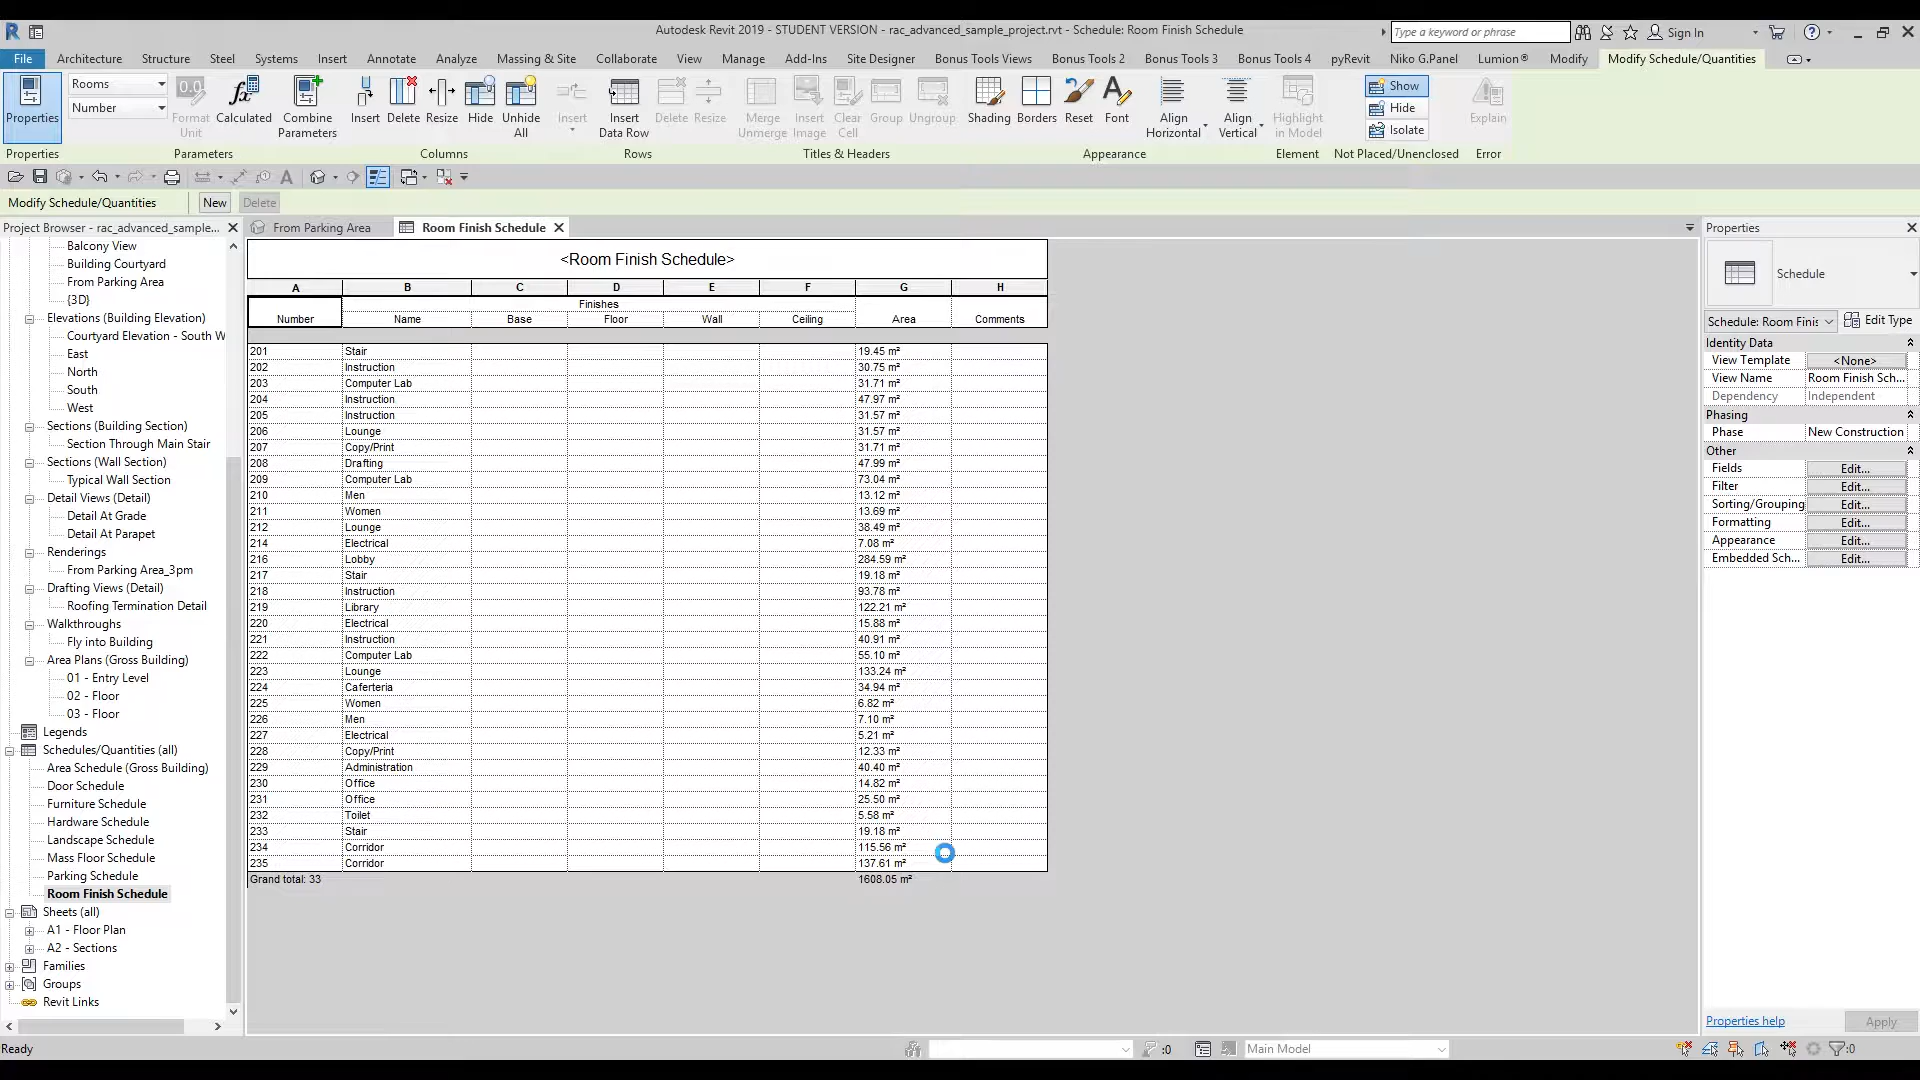 Autodesk Revit 2019 - STUDENT VERSION - rac_advanced_sample_project.rvt - Schedule: Room Finish Schedule
Type a keyword or phrase
Sign In
File Architecture Structure Steel Systems Insert Annotate Analyze Massing & Site Collaborate View Manage Add-Ins Site Designer Bonus Tools Views Bonus Tools 2 Bonus Tools 3 Bonus Tools 4 pyRevit Niko G.Panel Lumion® Modify Modify Schedule/Quantities
Rooms
Number
Properties
Format Unit
Calculated
Combine Parameters
Insert Delete Resize Hide Unhide All
Insert
Insert Data Row
Delete Resize
Merge Unmerge
Insert Image
Clear Cell
Group Ungroup
Shading Borders Reset Font
Align Horizontal
Align Vertical
Highlight in Model
Show
Hide
Isolate
Explain
Properties Parameters Columns Rows Titles & Headers Appearance Element Not Placed/Unenclosed Error
Modify Schedule/Quantities New Delete
Project Browser - rac_advanced_sample...
Balcony View
Building Courtyard
From Parking Area
{3D}
Elevations (Building Elevation)
Courtyard Elevation - South W
East
North
South
West
Sections (Building Section)
Section Through Main Stair
Sections (Wall Section)
Typical Wall Section
Detail Views (Detail)
Detail At Grade
Detail At Parapet
Renderings
From Parking Area_3pm
Drafting Views (Detail)
Roofing Termination Detail
Walkthroughs
Fly into Building
Area Plans (Gross Building)
01 - Entry Level
02 - Floor
03 - Floor
Legends
Schedules/Quantities (all)
Area Schedule (Gross Building)
Door Schedule
Furniture Schedule
Hardware Schedule
Landscape Schedule
Mass Floor Schedule
Parking Schedule
Room Finish Schedule
Sheets (all)
A1 - Floor Plan
A2 - Sections
Families
Groups
Revit Links
From Parking Area Room Finish Schedule
<Room Finish Schedule>
A B C D E F G H
Finishes
Number Name Base Floor Wall Ceiling Area Comments
201 Stair 19.45 m²
202 Instruction 30.75 m²
203 Computer Lab 31.71 m²
204 Instruction 47.97 m²
205 Instruction 31.57 m²
206 Lounge 31.57 m²
207 Copy/Print 31.71 m²
208 Drafting 47.99 m²
209 Computer Lab 73.04 m²
210 Men 13.12 m²
211 Women 13.69 m²
212 Lounge 38.49 m²
214 Electrical 7.08 m²
216 Lobby 284.59 m²
217 Stair 19.18 m²
218 Instruction 93.78 m²
219 Library 122.21 m²
220 Electrical 15.88 m²
221 Instruction 40.91 m²
222 Computer Lab 55.10 m²
223 Lounge 133.24 m²
224 Caferteria 34.94 m²
225 Women 6.82 m²
226 Men 7.10 m²
227 Electrical 5.21 m²
228 Copy/Print 12.33 m²
229 Administration 40.40 m²
230 Office 14.82 m²
231 Office 25.50 m²
232 Toilet 5.58 m²
233 Stair 19.18 m²
234 Corridor 115.56 m²
235 Corridor 137.61 m²
Grand total: 33 1608.05 m²
Properties
Schedule
Schedule: Room Finis Edit Type
Identity Data
View Template <None>
View Name Room Finish Sch...
Dependency Independent
Phasing
Phase New Construction
Other
Fields Edit...
Filter Edit...
Sorting/Grouping Edit...
Formatting Edit...
Appearance Edit...
Embedded Sch... Edit...
Properties help Apply
Ready :0 Main Model :0